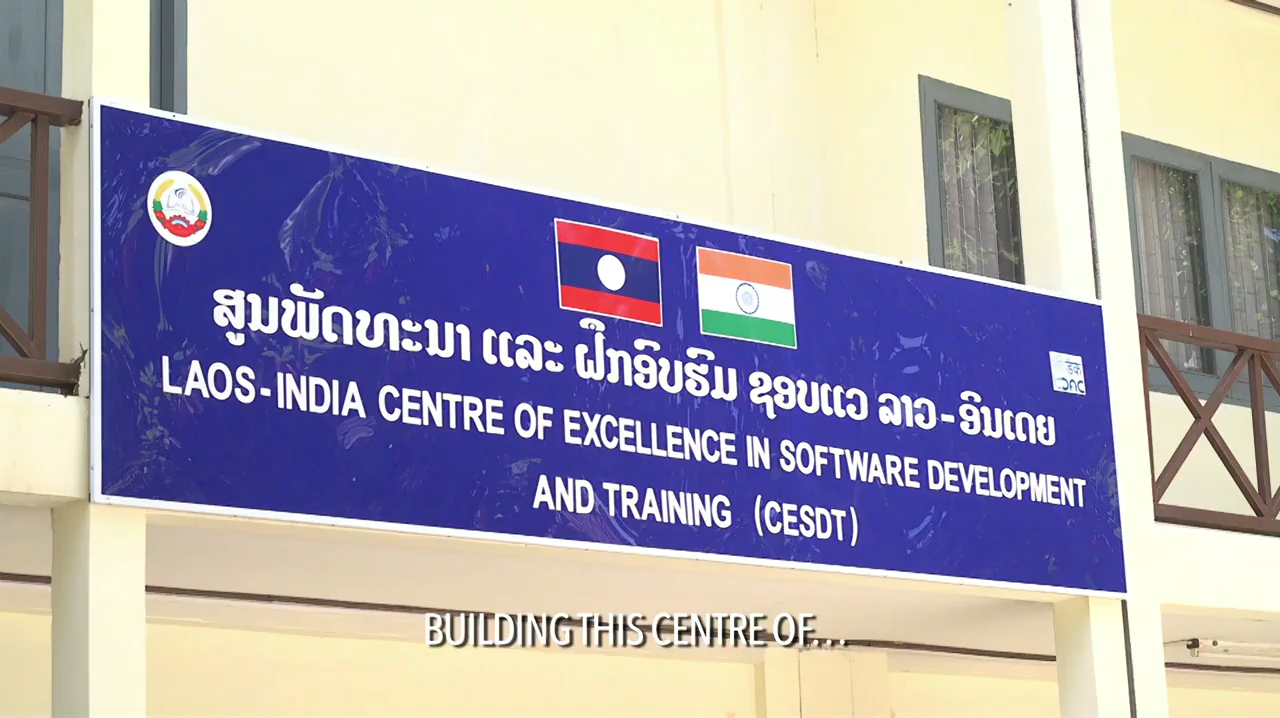 ສູນພັດທະນາ ແລະ ຝຶກອົບຮົມ ຊອບແວ ລາວ-ອິນເດຍ
LAOS-INDIA CENTRE OF EXCELLENCE IN SOFTWARE DEVELOPMENT
AND TRAINING (CESDT)
BUILDING THIS CENTRE OF...